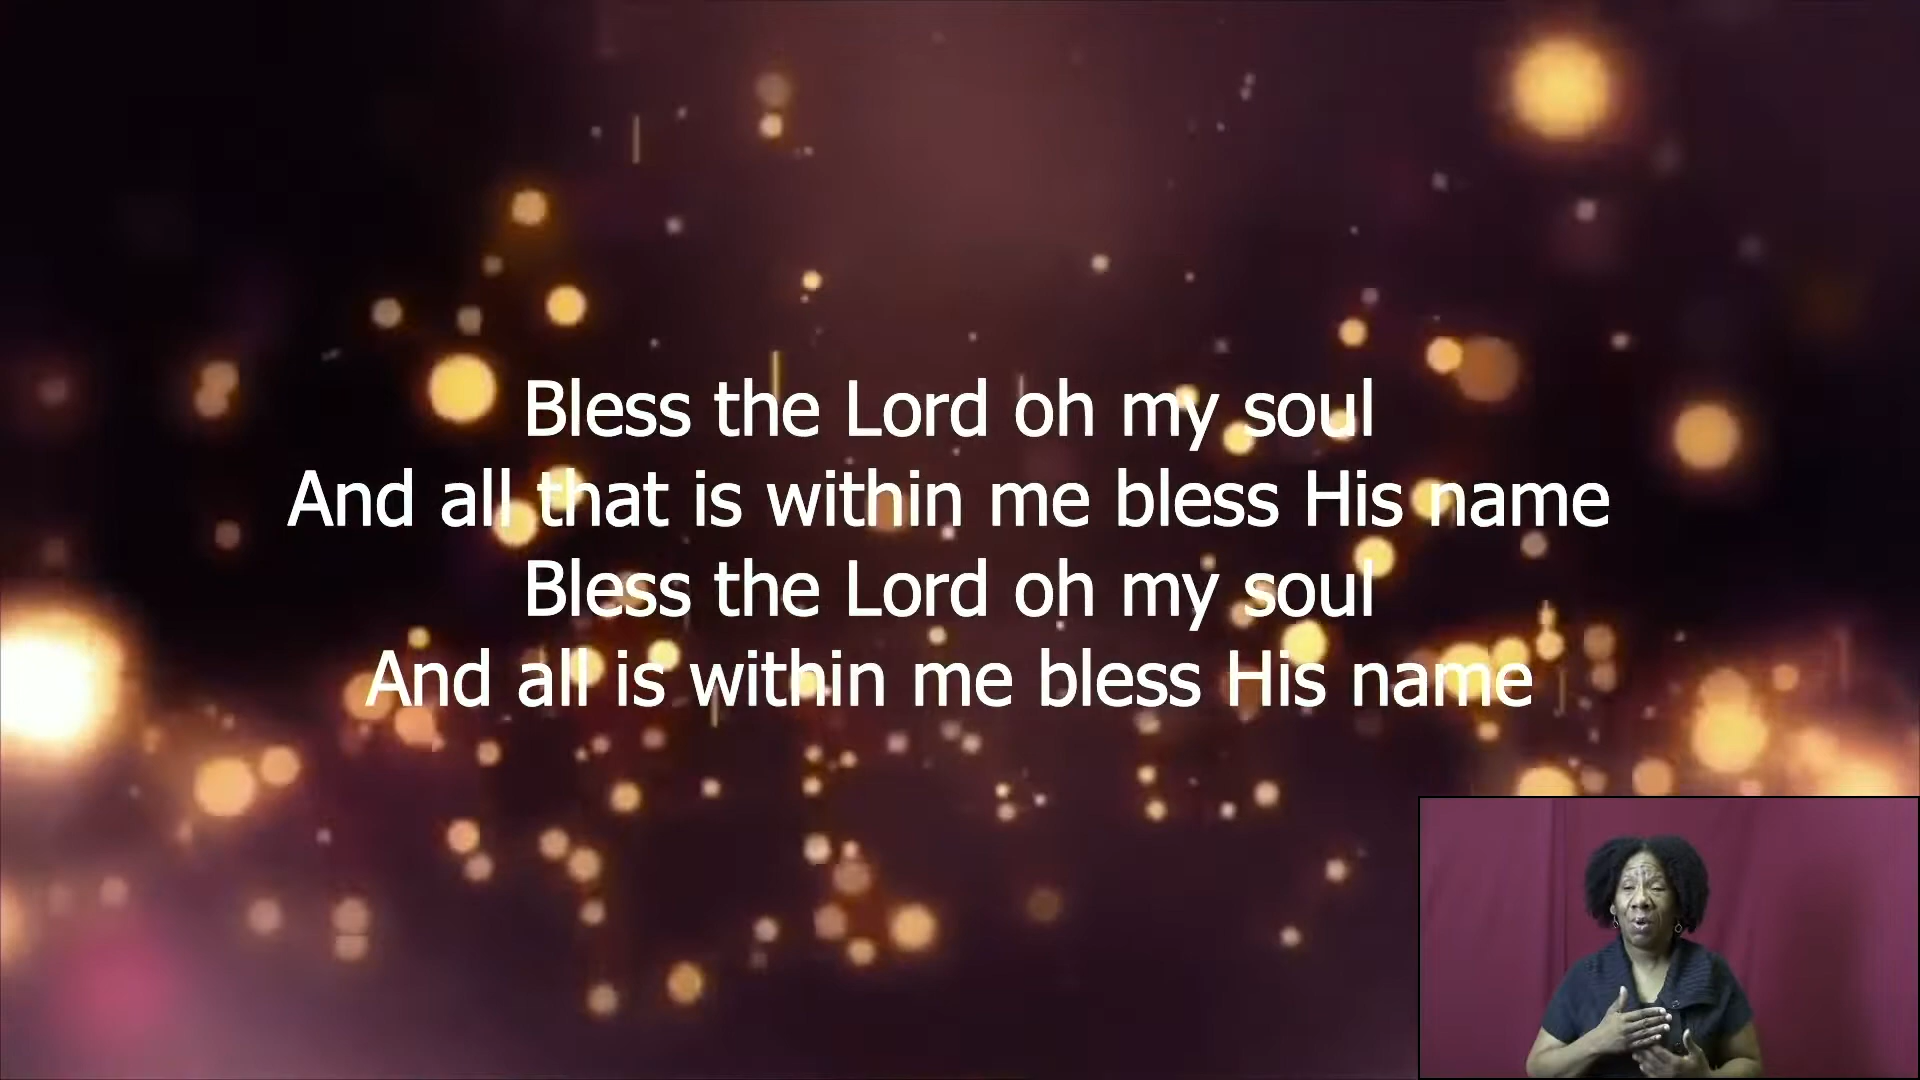 Bless the Lord oh my soul
And all that is within me bless His name
Bless the Lord oh my soul
And all is within me bless His name